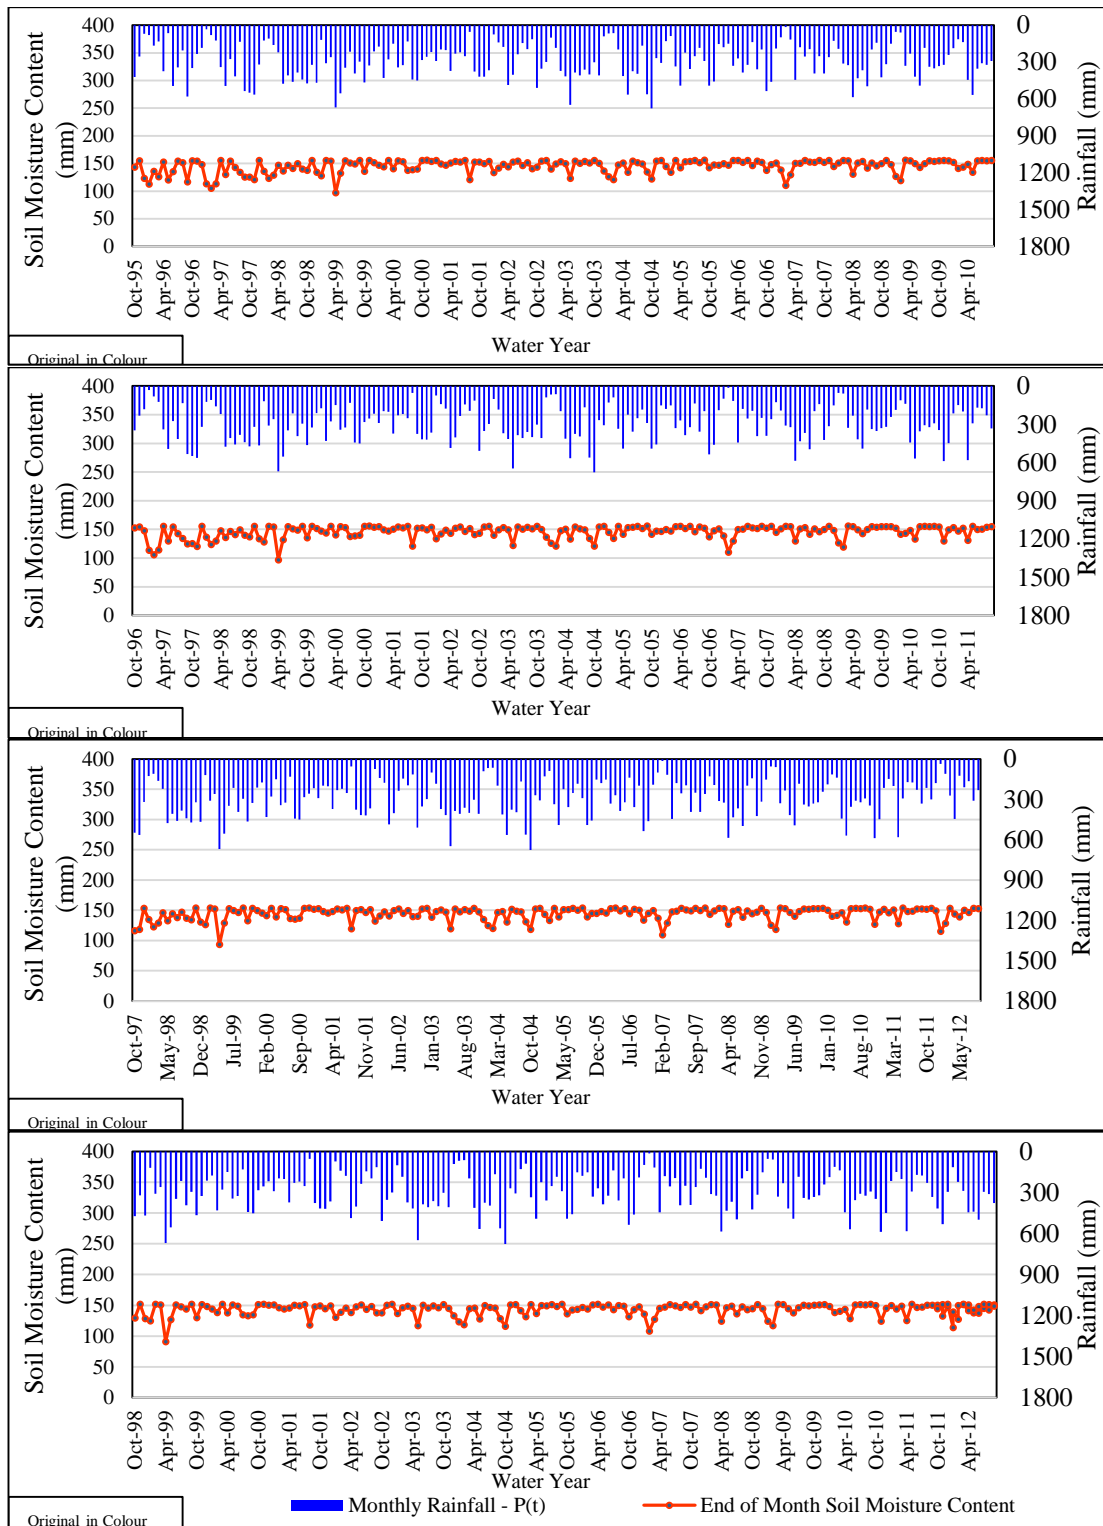 Soil Moisture Content
(mm)
400
350
300
250
200
150
100
50
0
0
300
600
900
1200
1500
1800
Rainfall (mm)
Oct-95
Apr-96
Oct-96
Apr-97
Oct-97
Apr-98
Oct-98
Apr-99
Oct-99
Apr-00
Oct-00
Apr-01
Oct-01
Apr-02
Oct-02
Apr-03
Oct-03
Apr-04
Oct-04
Apr-05
Oct-05
Apr-06
Oct-06
Apr-07
Oct-07
Apr-08
Oct-08
Apr-09
Oct-09
Apr-10
Water Year
Original in Colour
Soil Moisture Content
(mm)
400
350
300
250
200
150
100
50
0
0
300
600
900
1200
1500
1800
Rainfall (mm)
Oct-96
Apr-97
Oct-97
Apr-98
Oct-98
Apr-99
Oct-99
Apr-00
Oct-00
Apr-01
Oct-01
Apr-02
Oct-02
Apr-03
Oct-03
Apr-04
Oct-04
Apr-05
Oct-05
Apr-06
Oct-06
Apr-07
Oct-07
Apr-08
Oct-08
Apr-09
Oct-09
Apr-10
Oct-10
Apr-11
Water Year
Original in Colour
Soil Moisture Content
(mm)
400
350
300
250
200
150
100
50
0
0
300
600
900
1200
1500
1800
Rainfall (mm)
Oct-97
May-98
Dec-98
Jul-99
Feb-00
Sep-00
Apr-01
Nov-01
Jun-02
Jan-03
Aug-03
Mar-04
Oct-04
May-05
Dec-05
Jul-06
Feb-07
Sep-07
Apr-08
Nov-08
Jun-09
Jan-10
Aug-10
Mar-11
Oct-11
May-12
Water Year
Original in Colour
Soil Moisture Content
(mm)
400
350
300
250
200
150
100
50
0
0
300
600
900
1200
1500
1800
Rainfall (mm)
Oct-98
Apr-99
Oct-99
Apr-00
Oct-00
Apr-01
Oct-01
Apr-02
Oct-02
Apr-03
Oct-03
Apr-04
Oct-04
Apr-05
Oct-05
Apr-06
Oct-06
Apr-07
Oct-07
Apr-08
Oct-08
Apr-09
Oct-09
Apr-10
Oct-10
Apr-11
Oct-11
Apr-12
Water Year
Monthly Rainfall - P(t)
End of Month Soil Moisture Content
Original in Colour